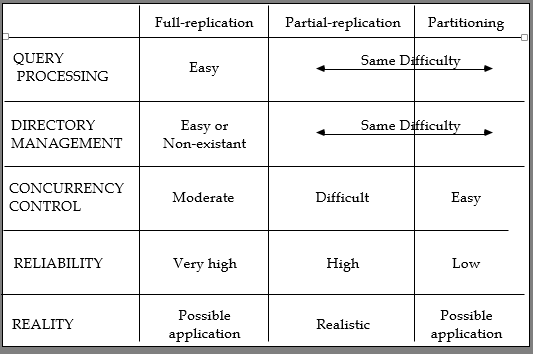 Full-replication Partial-replication Partitioning
QUERY
PROCESSING
Easy
Same Difficulty
DIRECTORY
MANAGEMENT
Easy or
Non-existant
Same Difficulty
CONCURRENCY
CONTROL
Moderate
Difficult
Easy
RELIABILITY
Very high
High
Low
REALITY
Possible
application
Realistic
Possible
application